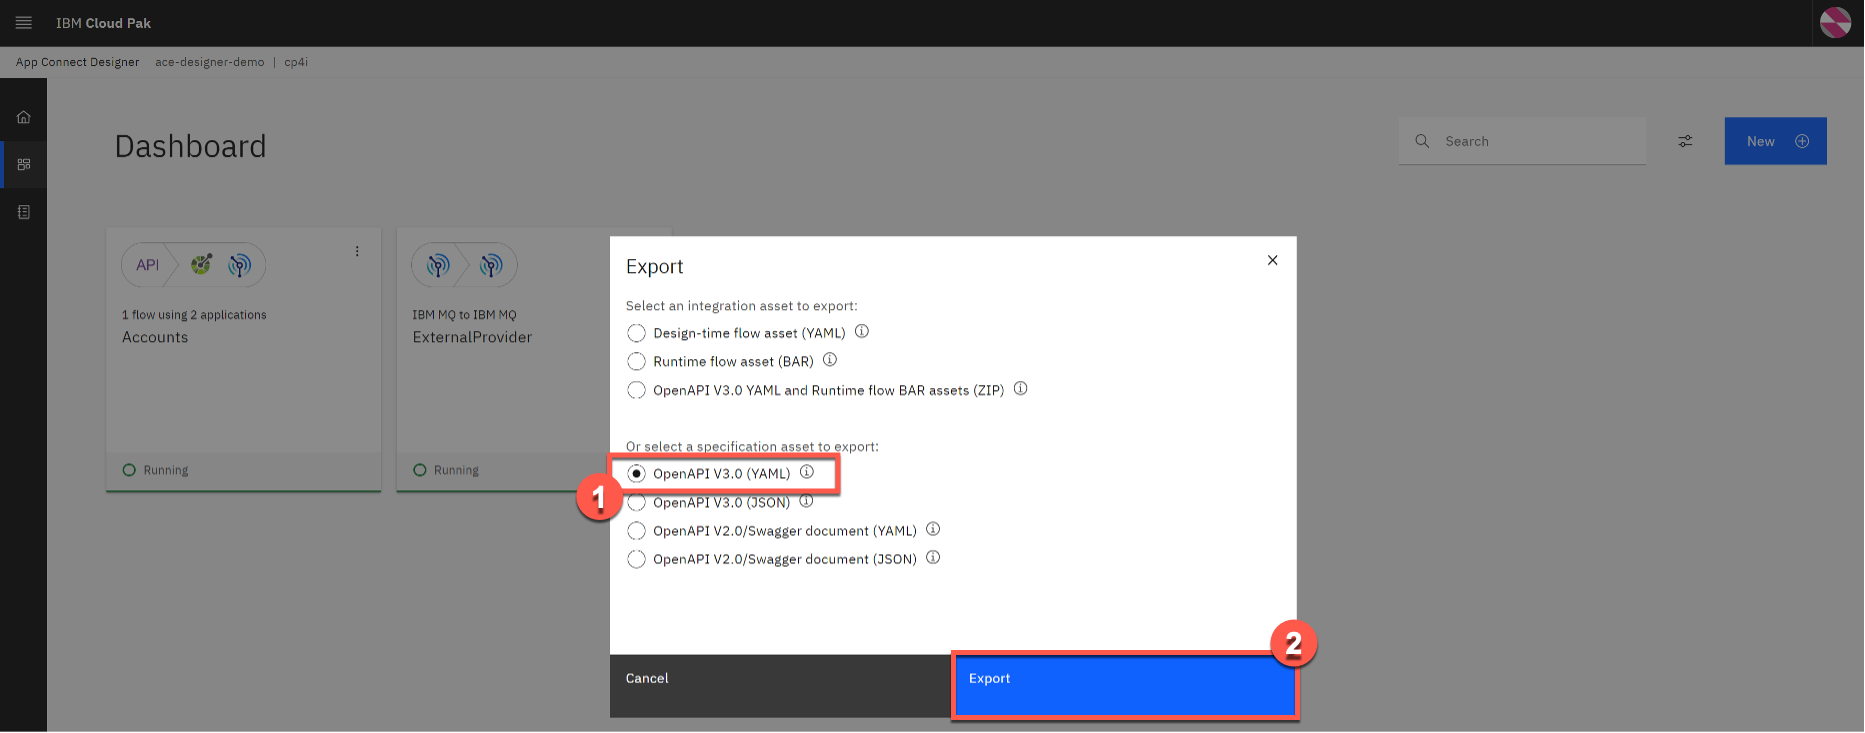 IBM Cloud Pak
App Connect Designer ace-designer-demo | cp4i
Dashboard
Search
New
API
1 flow using 2 applications
Accounts
Running
IBM MQ to IBM MQ
ExternalProvider
Running
Export
Select an integration asset to export:
Design-time flow asset (YAML)
Runtime flow asset (BAR)
OpenAPI V3.0 YAML and Runtime flow BAR assets (ZIP)
Or select a specification asset to export:
1
OpenAPI V3.0 (YAML)
OpenAPI V3.0 (JSON)
OpenAPI V2.0/Swagger document (YAML)
OpenAPI V2.0/Swagger document (JSON)
2
Cancel
Export